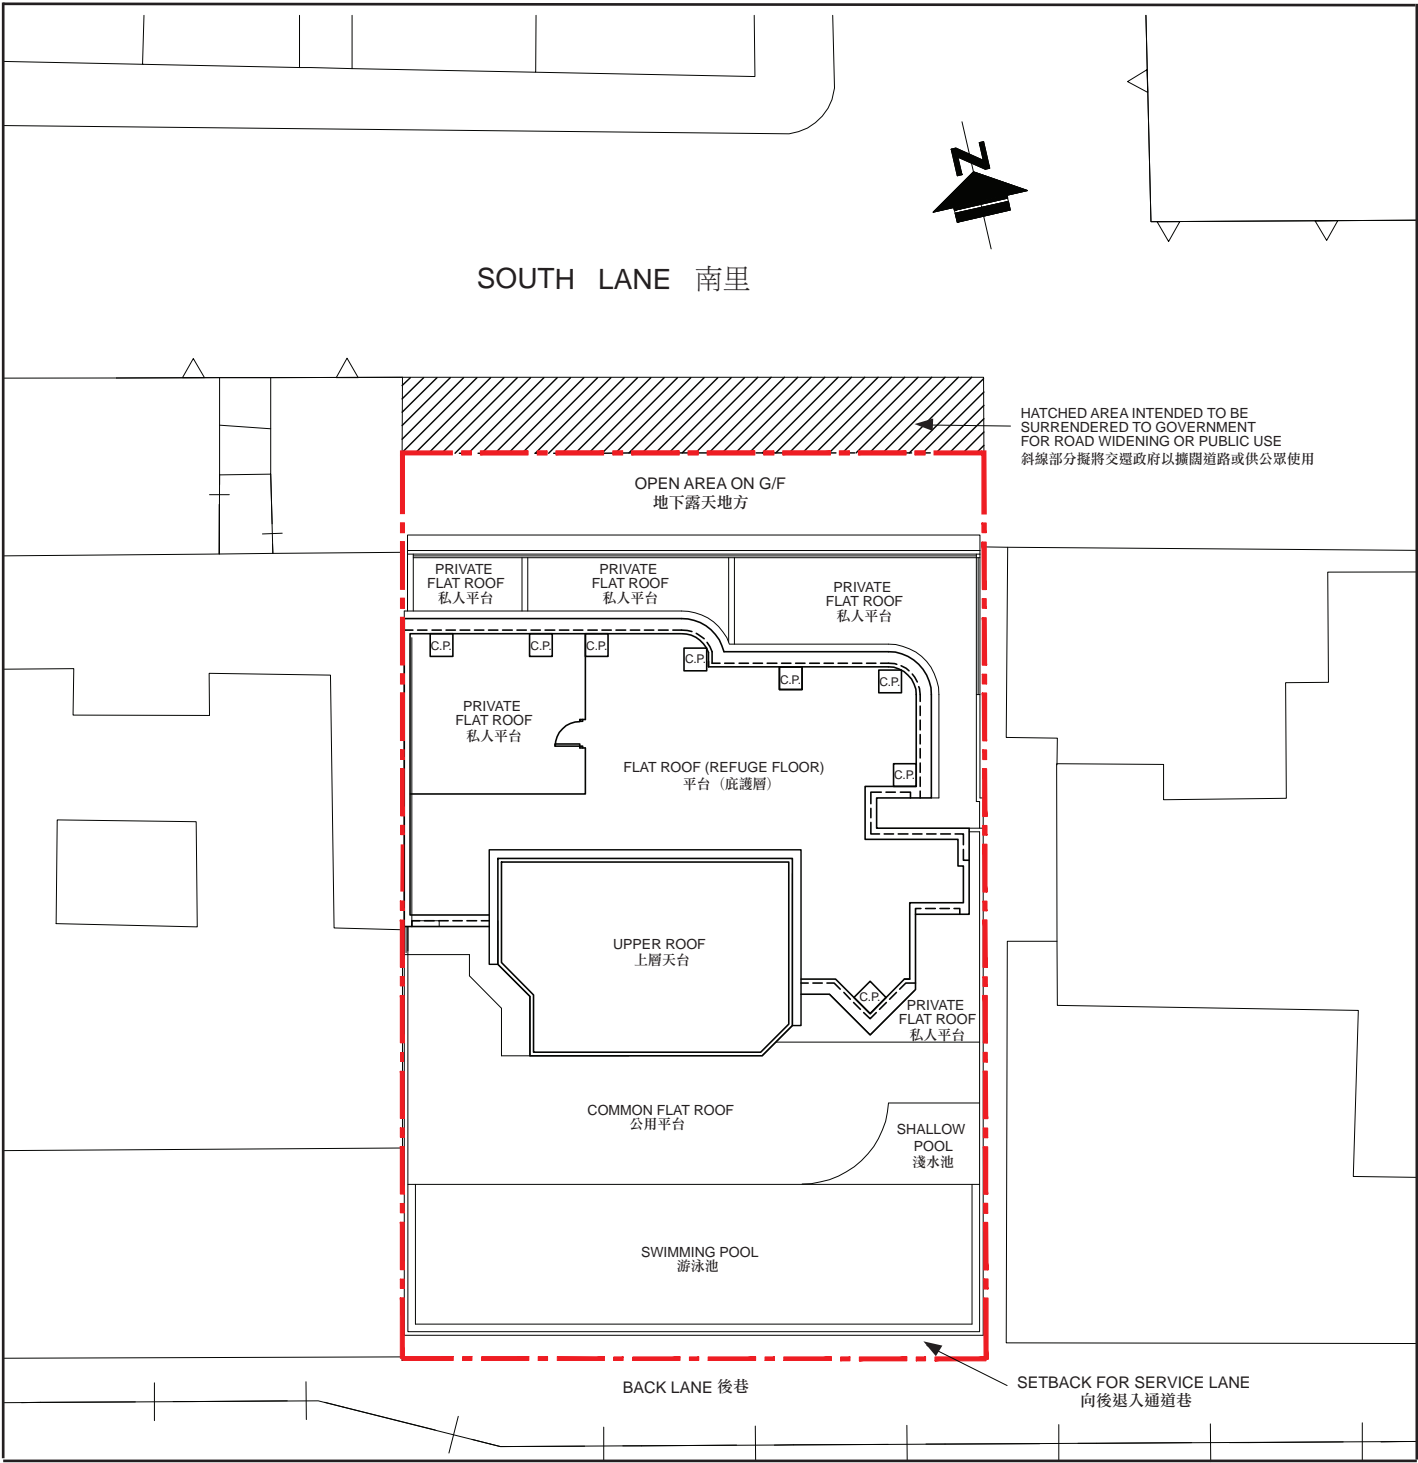 N
SOUTH LANE 南里
HATCHED AREA INTENDED TO BE
SURRENDERED TO GOVERNMENT
FOR ROAD WIDENING OR PUBLIC USE
斜線部分擬將交還政府以擴闊道路或供公眾使用
OPEN AREA ON G/F
地下露天地方
PRIVATE
FLAT ROOF
私人平台
PRIVATE
FLAT ROOF
私人平台
PRIVATE
FLAT ROOF
私人平台
C.P.
C.P.
C.P.
C.P.
C.P.
C.P.
PRIVATE
FLAT ROOF
私人平台
FLAT ROOF (REFUGE FLOOR)
平台（庇護層）
C.P.
UPPER ROOF
上層天台
C.P.
PRIVATE
FLAT ROOF
私人平台
COMMON FLAT ROOF
公用平台
SHALLOW
POOL
淺水池
SWIMMING POOL
游泳池
BACK LANE 後巷
SETBACK FOR SERVICE LANE
向後退入通道巷